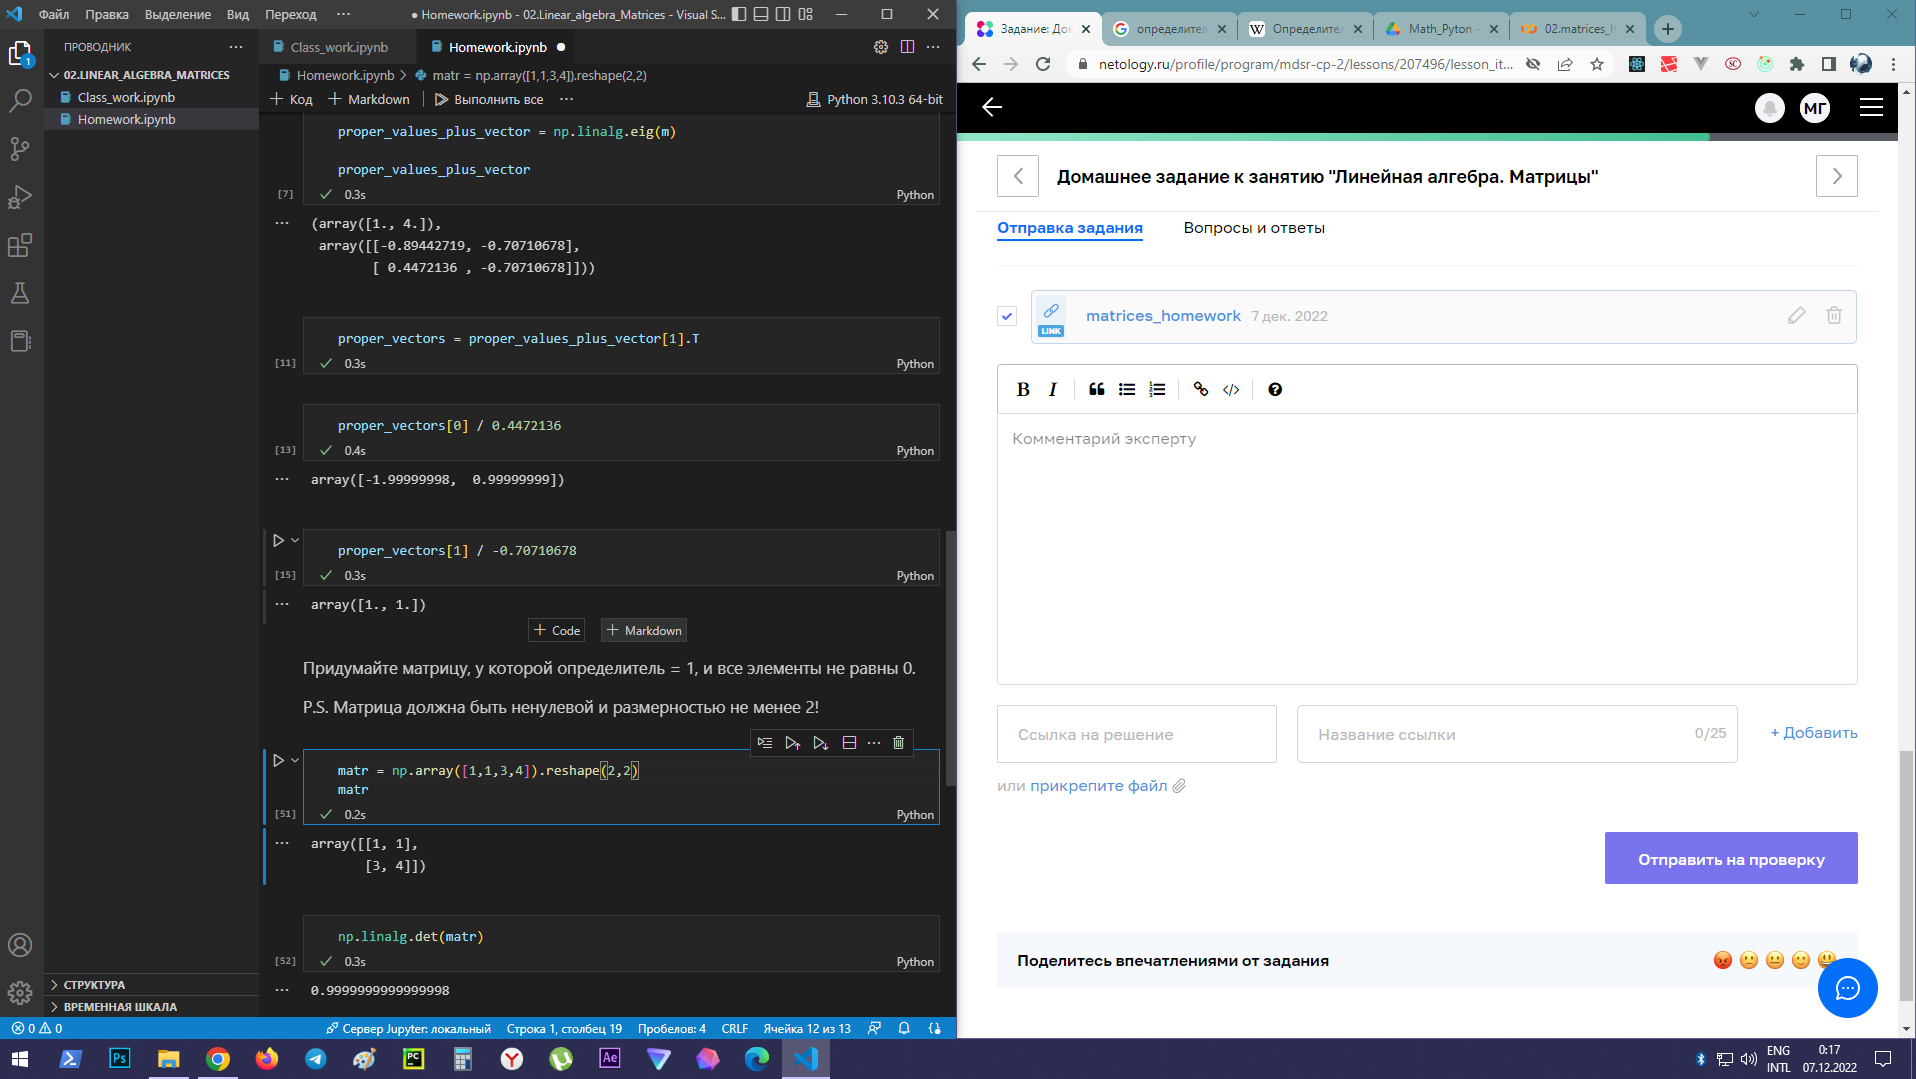 Файл Правка Выделение Вид Переход ··· ● Homework.ipynb - 02.Linear_algebra_Matrices - Visual S...
ПРОВОДНИК ···
02.LINEAR_ALGEBRA_MATRICES
Class_work.ipynb
Homework.ipynb
СТРУКТУРА
ВРЕМЕННАЯ ШКАЛА
1
Class_work.ipynb Homework.ipynb ●
Homework.ipynb > matr = np.array([1,1,3,4]).reshape(2,2)
+ Код + Markdown Выполнить все ··· Python 3.10.3 64-bit
proper_values_plus_vector = np.linalg.eig(m)
proper_values_plus_vector
[7] 0.3s Python
(array([1., 4.]),
array([[-0.89442719, -0.70710678],
[ 0.4472136 , -0.70710678]]))
proper_vectors = proper_values_plus_vector[1].T
[11] 0.3s Python
proper_vectors[0] / 0.4472136
[13] 0.4s Python
array([-1.99999998, 0.99999999])
proper_vectors[1] / -0.70710678
[15] 0.3s Python
array([1., 1.])
+ Code + Markdown
Придумайте матрицу, у которой определитель = 1, и все элементы не равны 0.
P.S. Матрица должна быть ненулевой и размерностью не менее 2!
matr = np.array([1,1,3,4]).reshape(2,2)
matr
[51] 0.2s Python
array([[1, 1],
[3, 4]])
np.linalg.det(matr)
[52] 0.3s Python
0.9999999999999998
0 0 Сервер Jupyter: локальный Строка 1, столбец 19 Пробелов: 4 CRLF Ячейка 12 из 13
Задание: До определител Определител Math_Pyton - 02.matrices_h
netology.ru/profile/program/mdsr-cp-2/lessons/207496/lesson_it...
МГ
Домашнее задание к занятию "Линейная алгебра. Матрицы"
Отправка задания Вопросы и ответы
LINK matrices_homework 7 дек. 2022
B I
Комментарий эксперту
Ссылка на решение Название ссылки 0/25 + Добавить
или прикрепите файл
Отправить на проверку
Поделитесь впечатлениями от задания
Ps PC Y Ae
ENG 0:17
INTL 07.12.2022